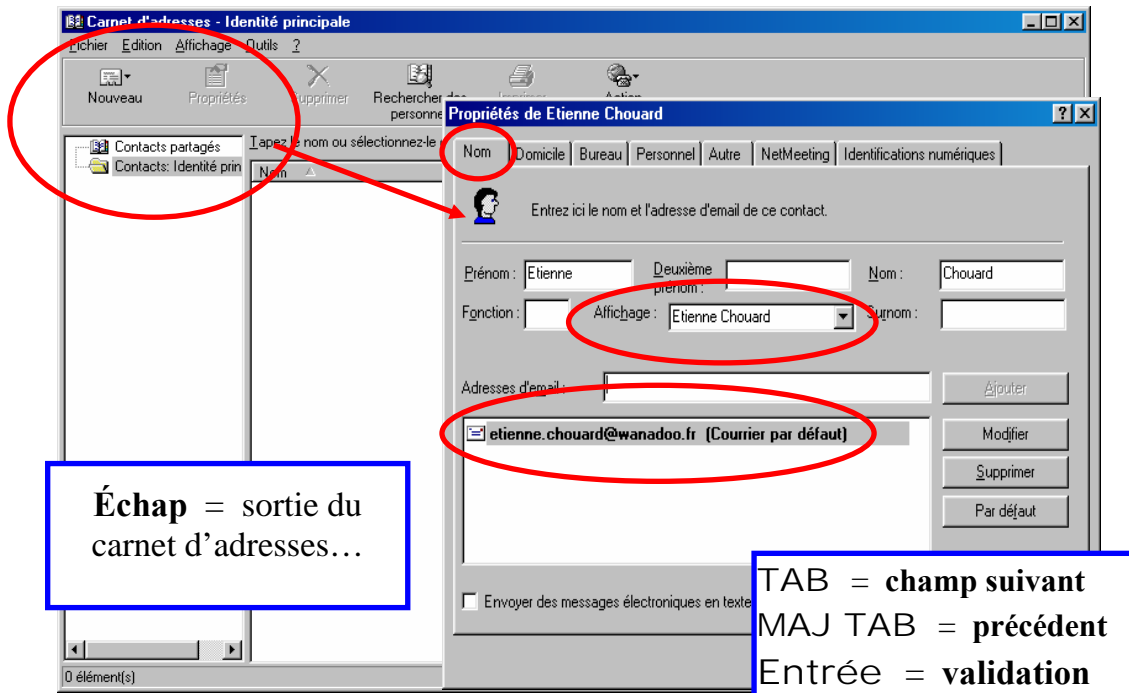 Carnet d'adresses - Identité principale
Fichier Edition Affichage Outils ?
Nouveau Propriétés Supprimer Rechercher des personne
Propriétés de Etienne Chouard
Contacts partagés
Contacts: Identité prin
Tapez le nom ou sélectionnez-le
Nom
Nom Domicile Bureau Personnel Autre NetMeeting Identifications numériques
Entrez ici le nom et l'adresse d'email de ce contact.
Prénom : Etienne Deuxième prénom : Nom : Chouard
Fonction : Affichage : Etienne Chouard Surnom :
Adresses d'email : Ajouter
etienne.chouard@wanadoo.fr (Courrier par défaut)
Modifier
Supprimer
Par défaut
Envoyer des messages électroniques en texte
0 élément(s)
Échap = sortie du
carnet d’adresses…
TAB = champ suivant
MAJ TAB = précédent
Entrée = validation